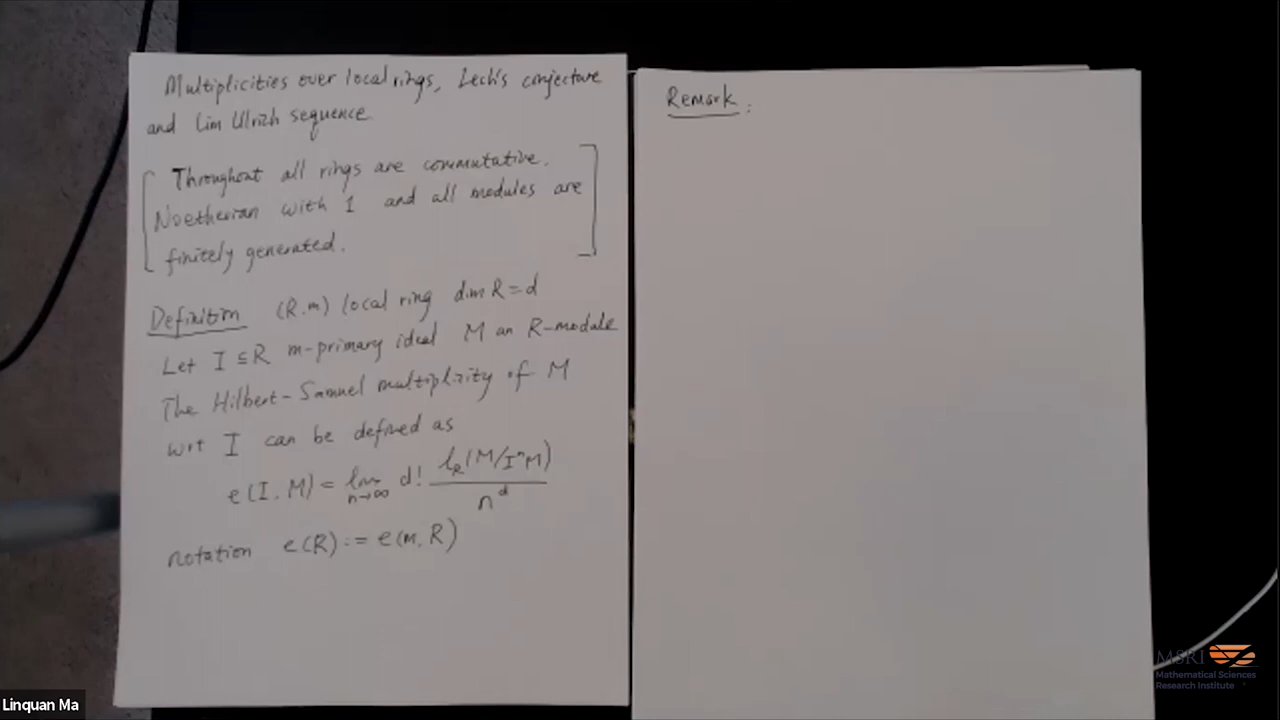 Multiplicities over local rings, Lech's conjecture
and Lim Ulrich sequence.
Throughout all rings are commutative,
Noetherian with 1 and all modules are
finitely generated.
Definition (R.m) local ring dim R = d
Let I ⊆ R m-primary ideal M an R-module
The Hilbert-Samuel multiplicity of M
wrt I can be defined as
e(I, M) = lim_{n→∞} d! l_R(M/IⁿM) / n^d
notation e(R) := e(m, R)
Remark :
MSRI
Mathematical Sciences
Research Institute
Linquan Ma